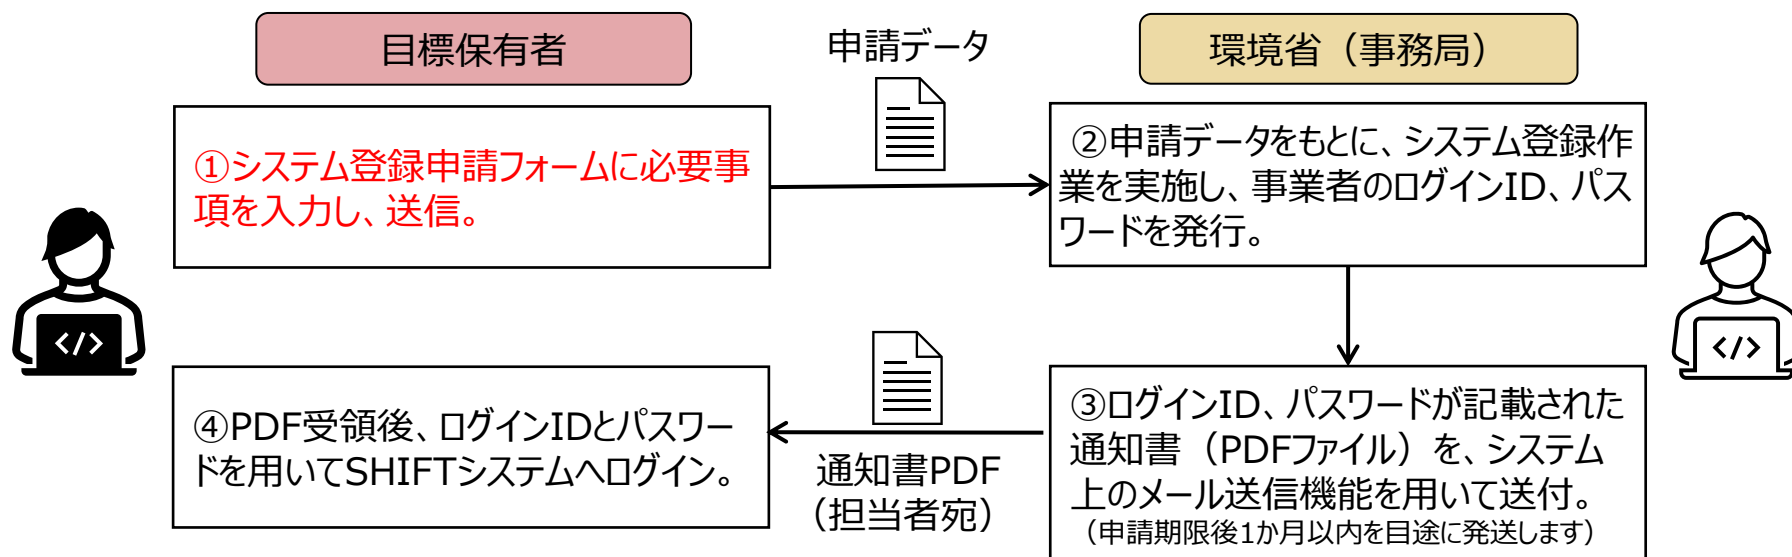 目標保有者
申請データ
環境省（事務局）
①システム登録申請フォームに必要事
項を入力し、送信。
②申請データをもとに、システム登録作
業を実施し、事業者のログインID、パス
ワードを発行。
</>
</>
③ログインID、パスワードが記載された
通知書（PDFファイル）を、システム
上のメール送信機能を用いて送付。
（申請期限後1か月以内を目途に発送します）
通知書PDF
（担当者宛）
④PDF受領後、ログインIDとパスワー
ドを用いてSHIFTシステムへログイン。